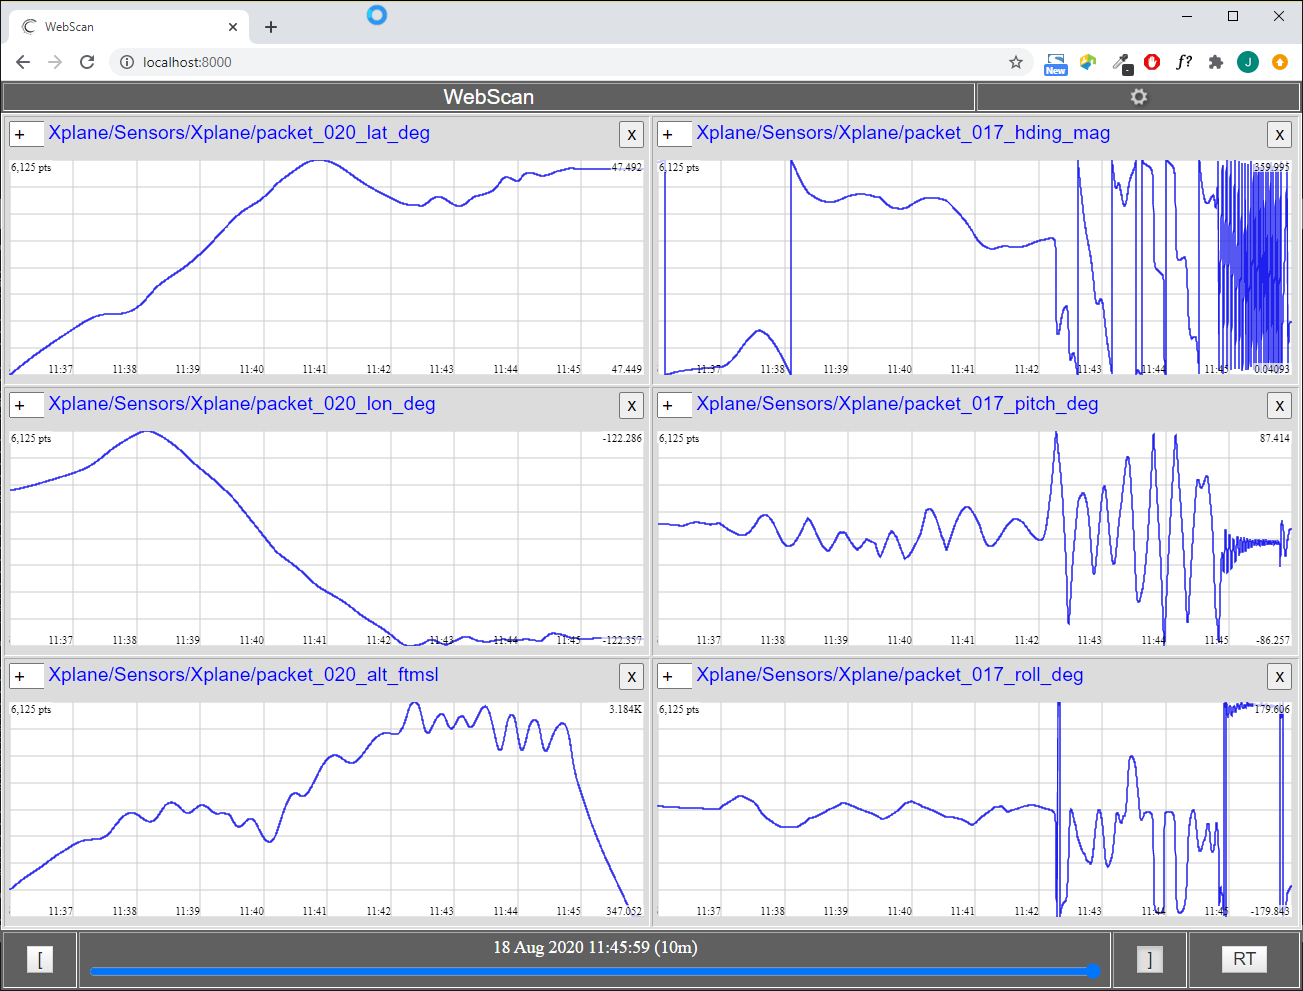 WebScan
localhost:8000
New
f?
J
WebScan
+ Xplane/Sensors/Xplane/packet_020_lat_deg x
6,125 pts 47.492
11:37 11:38 11:39 11:40 11:41 11:42 11:43 11:44 11:45 47.449
+ Xplane/Sensors/Xplane/packet_017_hding_mag x
6,125 pts 359.995
11:37 11:38 11:39 11:40 11:41 11:42 11:43 11:44 11:45 0.04093
+ Xplane/Sensors/Xplane/packet_020_lon_deg x
6,125 pts -122.286
11:37 11:38 11:39 11:40 11:41 11:42 11:43 11:44 11:45 -122.357
+ Xplane/Sensors/Xplane/packet_017_pitch_deg x
6,125 pts 87.414
11:37 11:38 11:39 11:40 11:41 11:42 11:43 11:44 11:45 -86.257
+ Xplane/Sensors/Xplane/packet_020_alt_ftmsl x
6,125 pts 3.184K
11:37 11:38 11:39 11:40 11:41 11:42 11:43 11:44 11:45 347.052
+ Xplane/Sensors/Xplane/packet_017_roll_deg x
6,125 pts 179.606
11:37 11:38 11:39 11:40 11:41 11:42 11:43 11:44 11:45 -179.843
[ 18 Aug 2020 11:45:59 (10m) ] RT